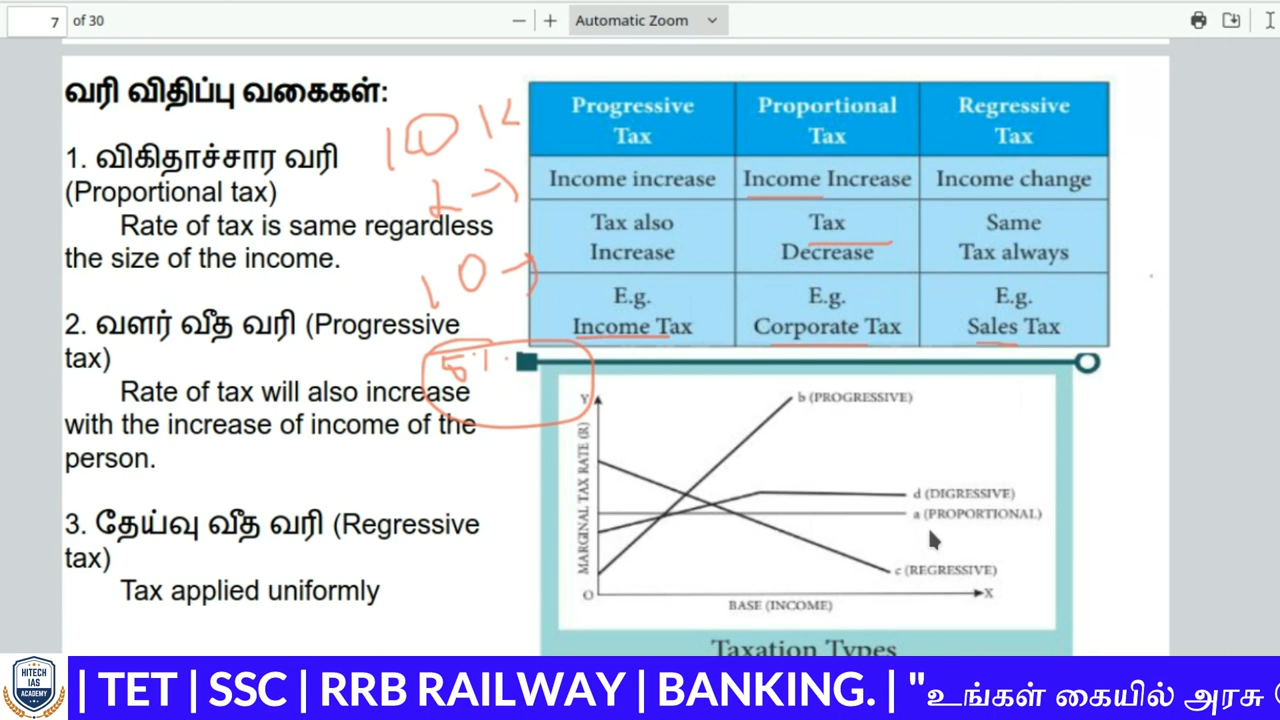 7 of 30
Automatic Zoom
வரி விதிப்பு வகைகள்:
1. விகிதாச்சார வரி
(Proportional tax)
Rate of tax is same regardless
the size of the income.
2. வளர் வீத வரி (Progressive
tax)
Rate of tax will also increase
with the increase of income of the
person.
3. தேய்வு வீத வரி (Regressive
tax)
Tax applied uniformly
10
Progressive
Tax
Proportional
Tax
Regressive
Tax
Income increase
Income Increase
Income change
Tax also
Increase
Tax
Decrease
Same
Tax always
E.g.
Income Tax
E.g.
Corporate Tax
E.g.
Sales Tax
Y
MARGINAL TAX RATE (R)
b (PROGRESSIVE)
d (DIGRESSIVE)
a (PROPORTIONAL)
c (REGRESSIVE)
O
X
BASE (INCOME)
Taxation Types
HITECH
IAS
ACADEMY
| TET | SSC | RRB RAILWAY | BANKING. | "உங்கள் கையில் அரசு